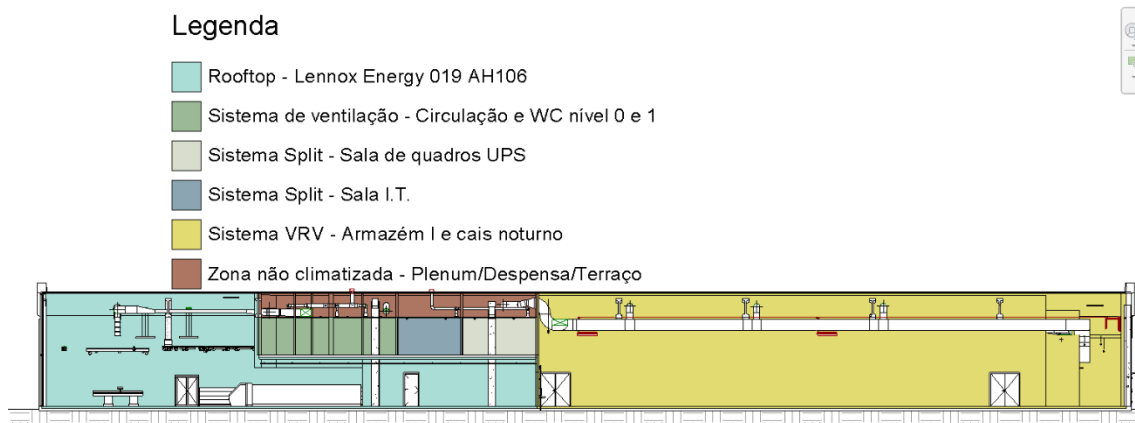 Legenda
Rooftop - Lennox Energy 019 AH106
Sistema de ventilação - Circulação e WC nível 0 e 1
Sistema Split - Sala de quadros UPS
Sistema Split - Sala I.T.
Sistema VRV - Armazém I e cais noturno
Zona não climatizada - Plenum/Despensa/Terraço